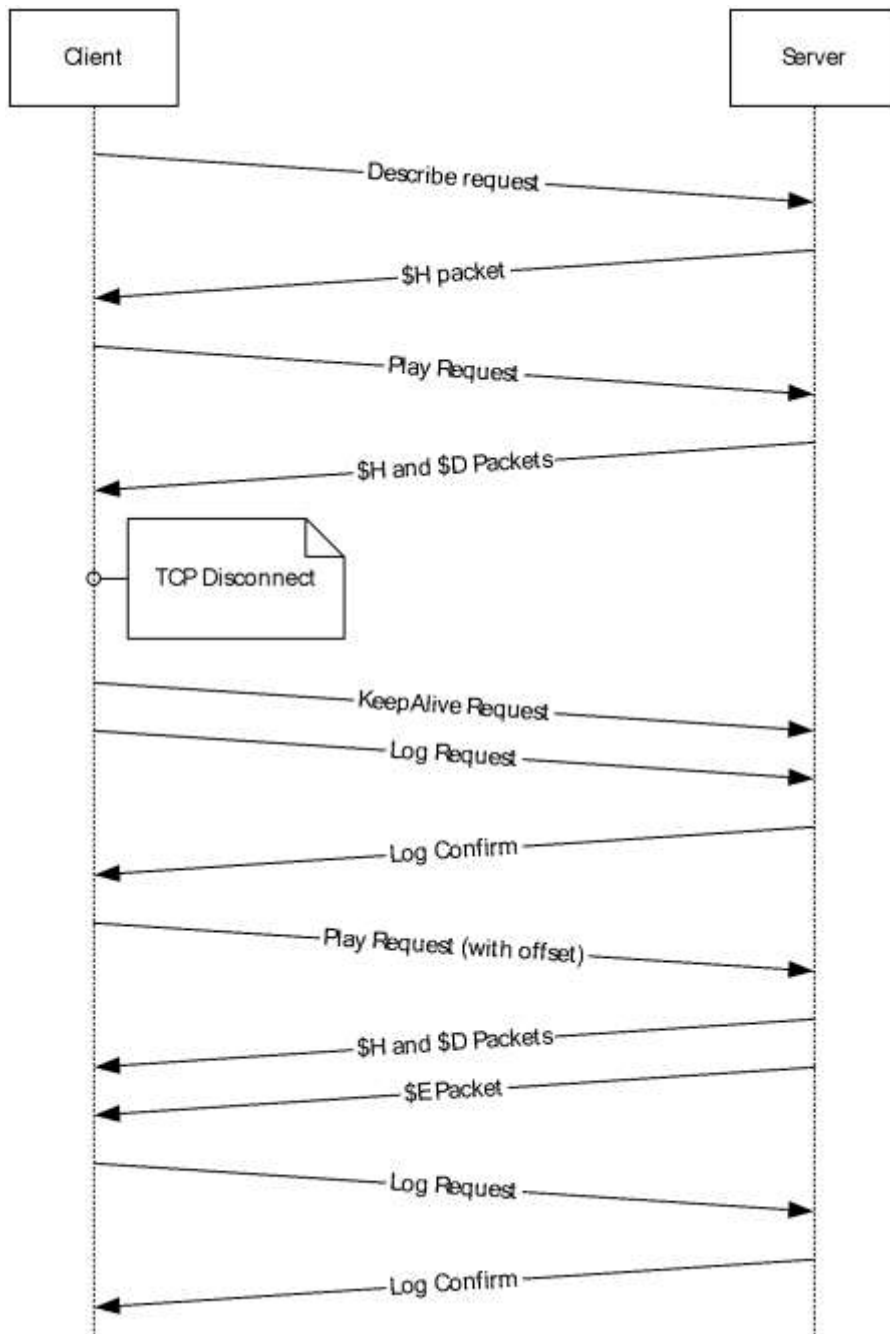 Client
Server
Describe request
$H packet
Play Request
$H and $D Packets
TCP Disconnect
KeepAlive Request
Log Request
Log Confirm
Play Request (with offset)
$H and $D Packets
$E Packet
Log Request
Log Confirm